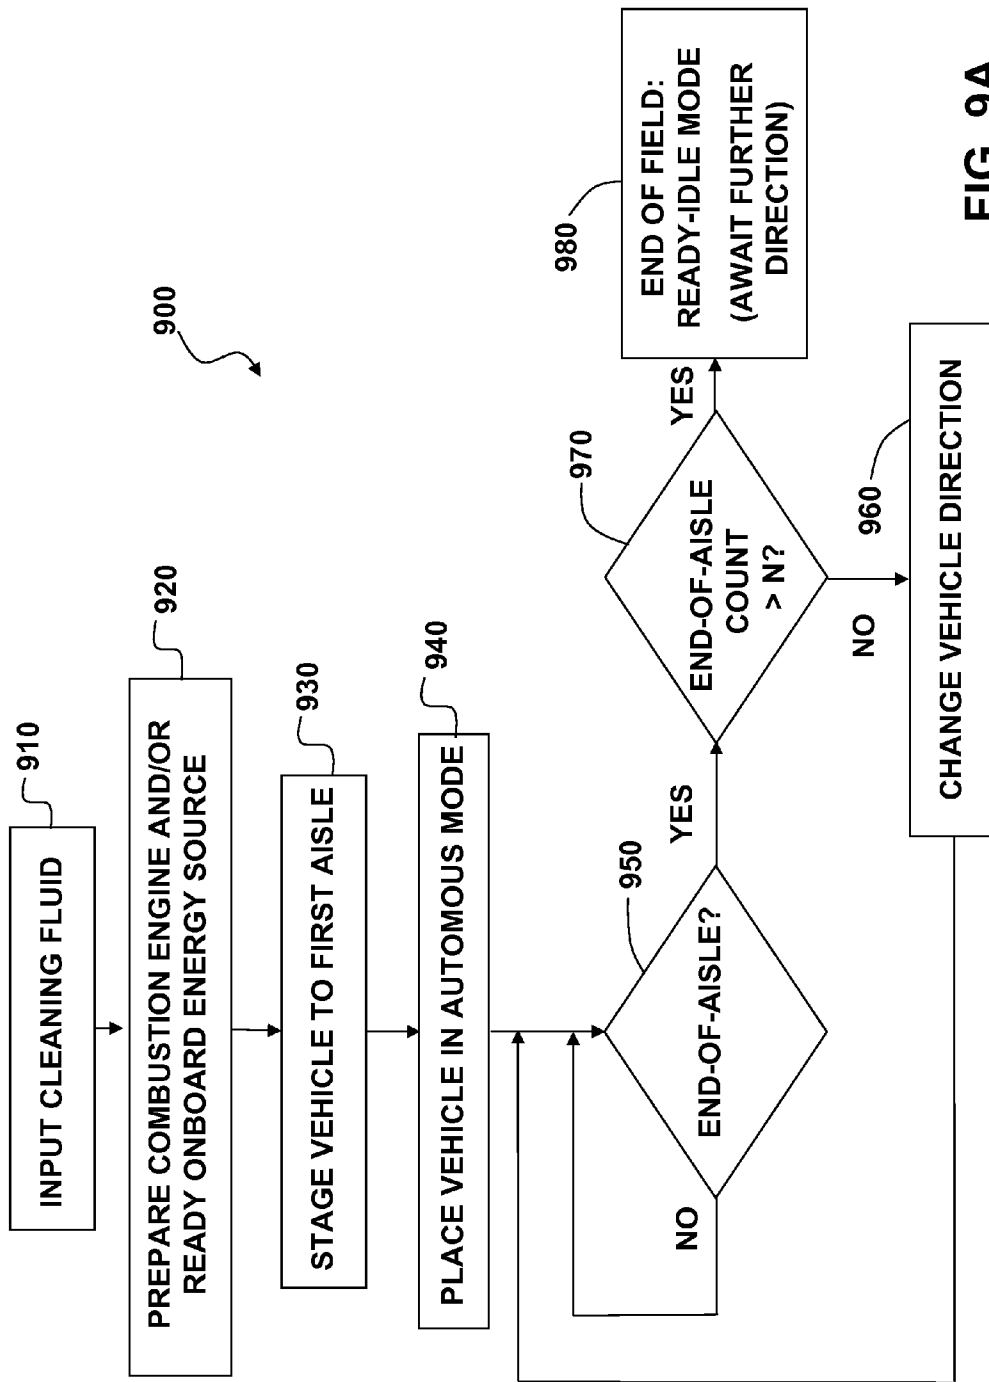 900
910
INPUT CLEANING FLUID
920
PREPARE COMBUSTION ENGINE AND/OR
READY ONBOARD ENERGY SOURCE
930
STAGE VEHICLE TO FIRST AISLE
940
PLACE VEHICLE IN AUTOMOUS MODE
950
END-OF-AISLE?
NO
YES
970
END-OF-AISLE
COUNT
> N?
YES
NO
980
END OF FIELD:
READY-IDLE MODE
(AWAIT FURTHER
DIRECTION)
960
CHANGE VEHICLE DIRECTION
FIG. 9A